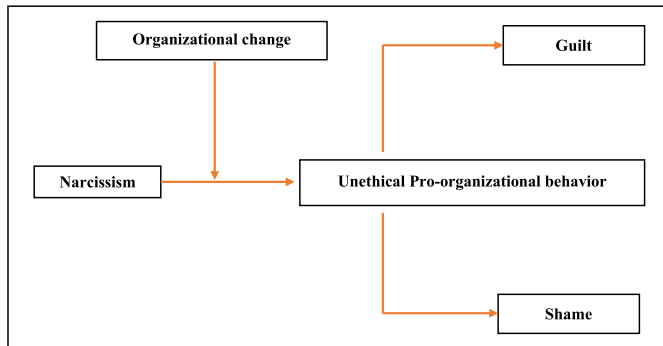 Organizational change
Guilt
Narcissism
Unethical Pro-organizational behavior
Shame